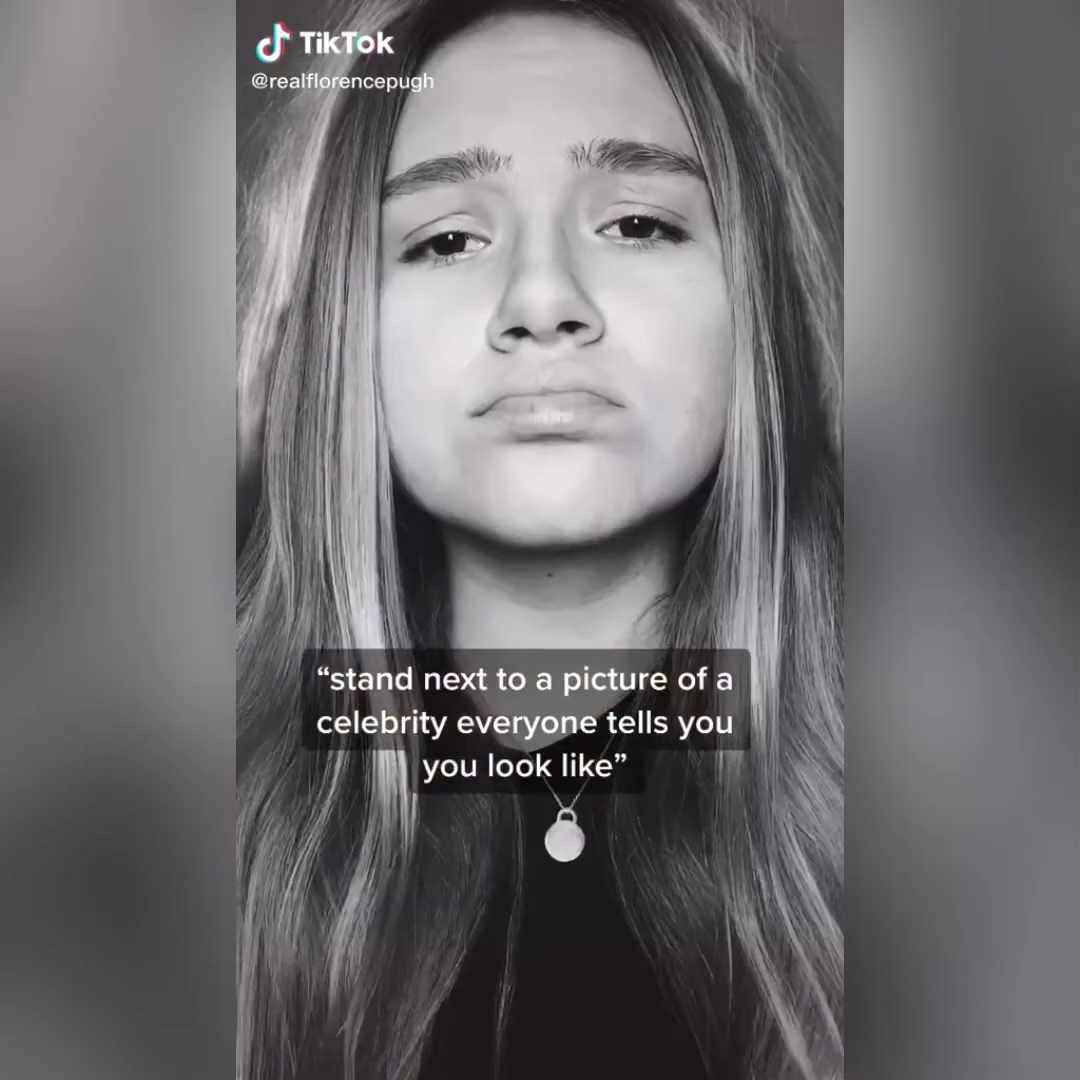 TikTok
@realflorencepugh
“stand next to a picture of a
celebrity everyone tells you
you look like”